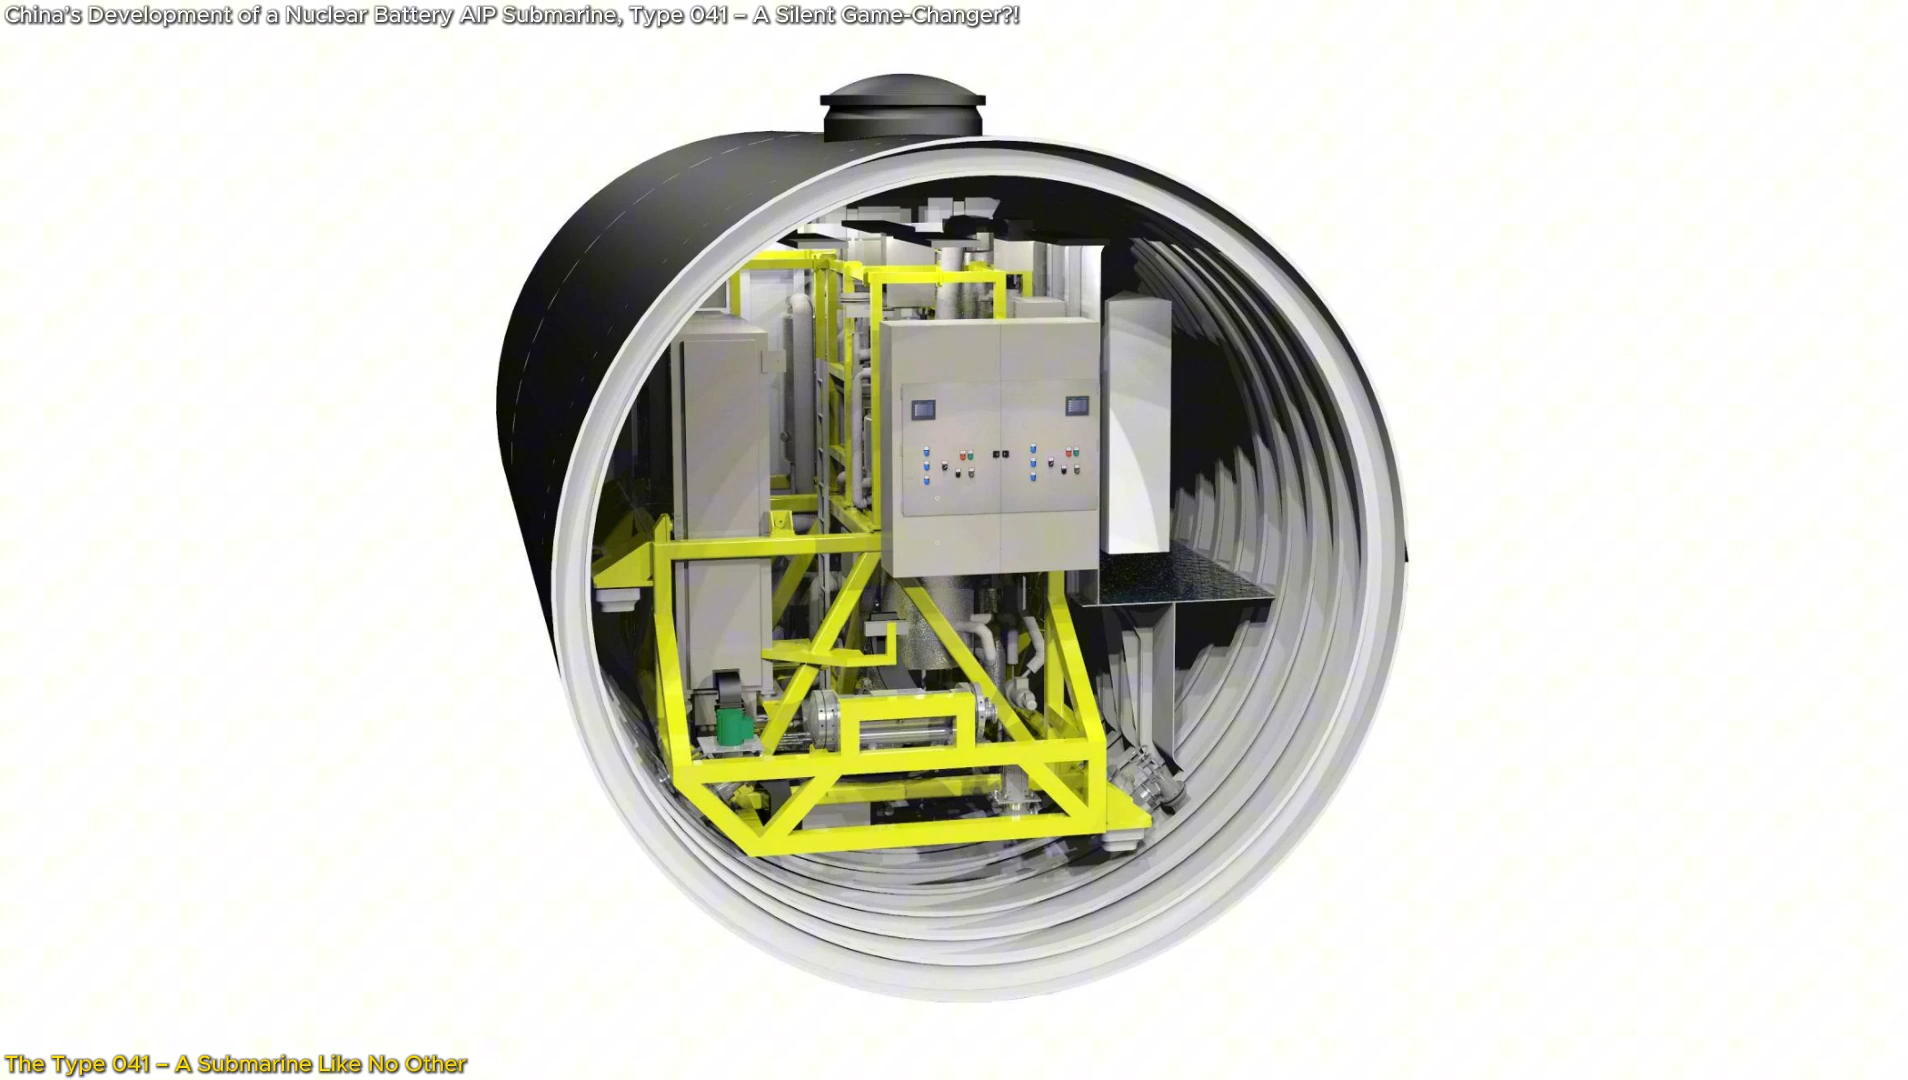 China's Development of a Nuclear Battery AIP Submarine, Type 041 – A Silent Game-Changer?!
The Type 041 – A Submarine Like No Other